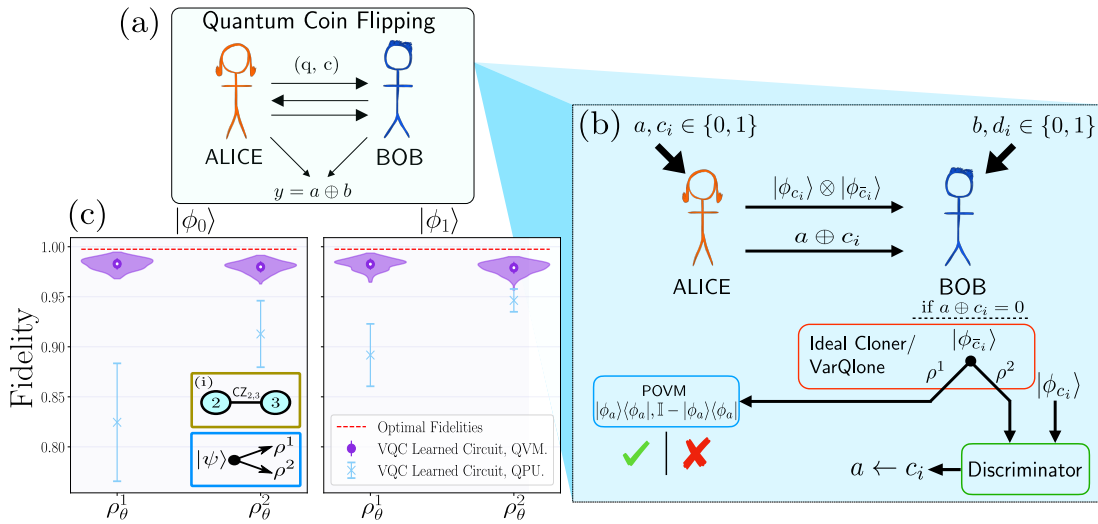 (a)
Quantum Coin Flipping
(q, c)
ALICE
BOB
y = a ⊕ b
(b)
a, c_i ∈ {0, 1}
b, d_i ∈ {0, 1}
|ϕ_{c_i}⟩ ⊗ |ϕ_{c̅_i}⟩
a ⊕ c_i
ALICE
BOB
if a ⊕ c_i = 0
Ideal Cloner/
VarQlone
|ϕ_{c̅_i}⟩
ρ^1
ρ^2
|ϕ_{c_i}⟩
POVM
|ϕ_a⟩⟨ϕ_a|, 𝕀 − |ϕ_a⟩⟨ϕ_a|
a ← c_i
Discriminator
(c)
|ϕ_0⟩
|ϕ_1⟩
Fidelity
1.00
0.95
0.90
0.85
0.80
(i)
2
CZ_{2,3}
3
|ψ⟩
ρ^1
ρ^2
Optimal Fidelities
VQC Learned Circuit, QVM.
VQC Learned Circuit, QPU.
ρ_θ^1
ρ_θ^2
ρ_θ^1
ρ_θ^2